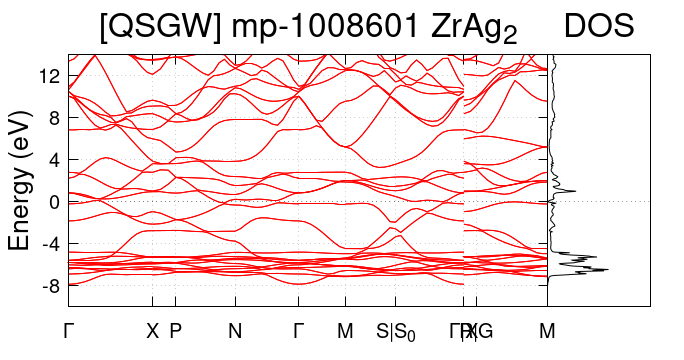 [QSGW] mp-1008601 ZrAg₂ DOS
Energy (eV)
12
8
4
0
-4
-8
Γ X P N Γ M S|S₀ Γ|X G M